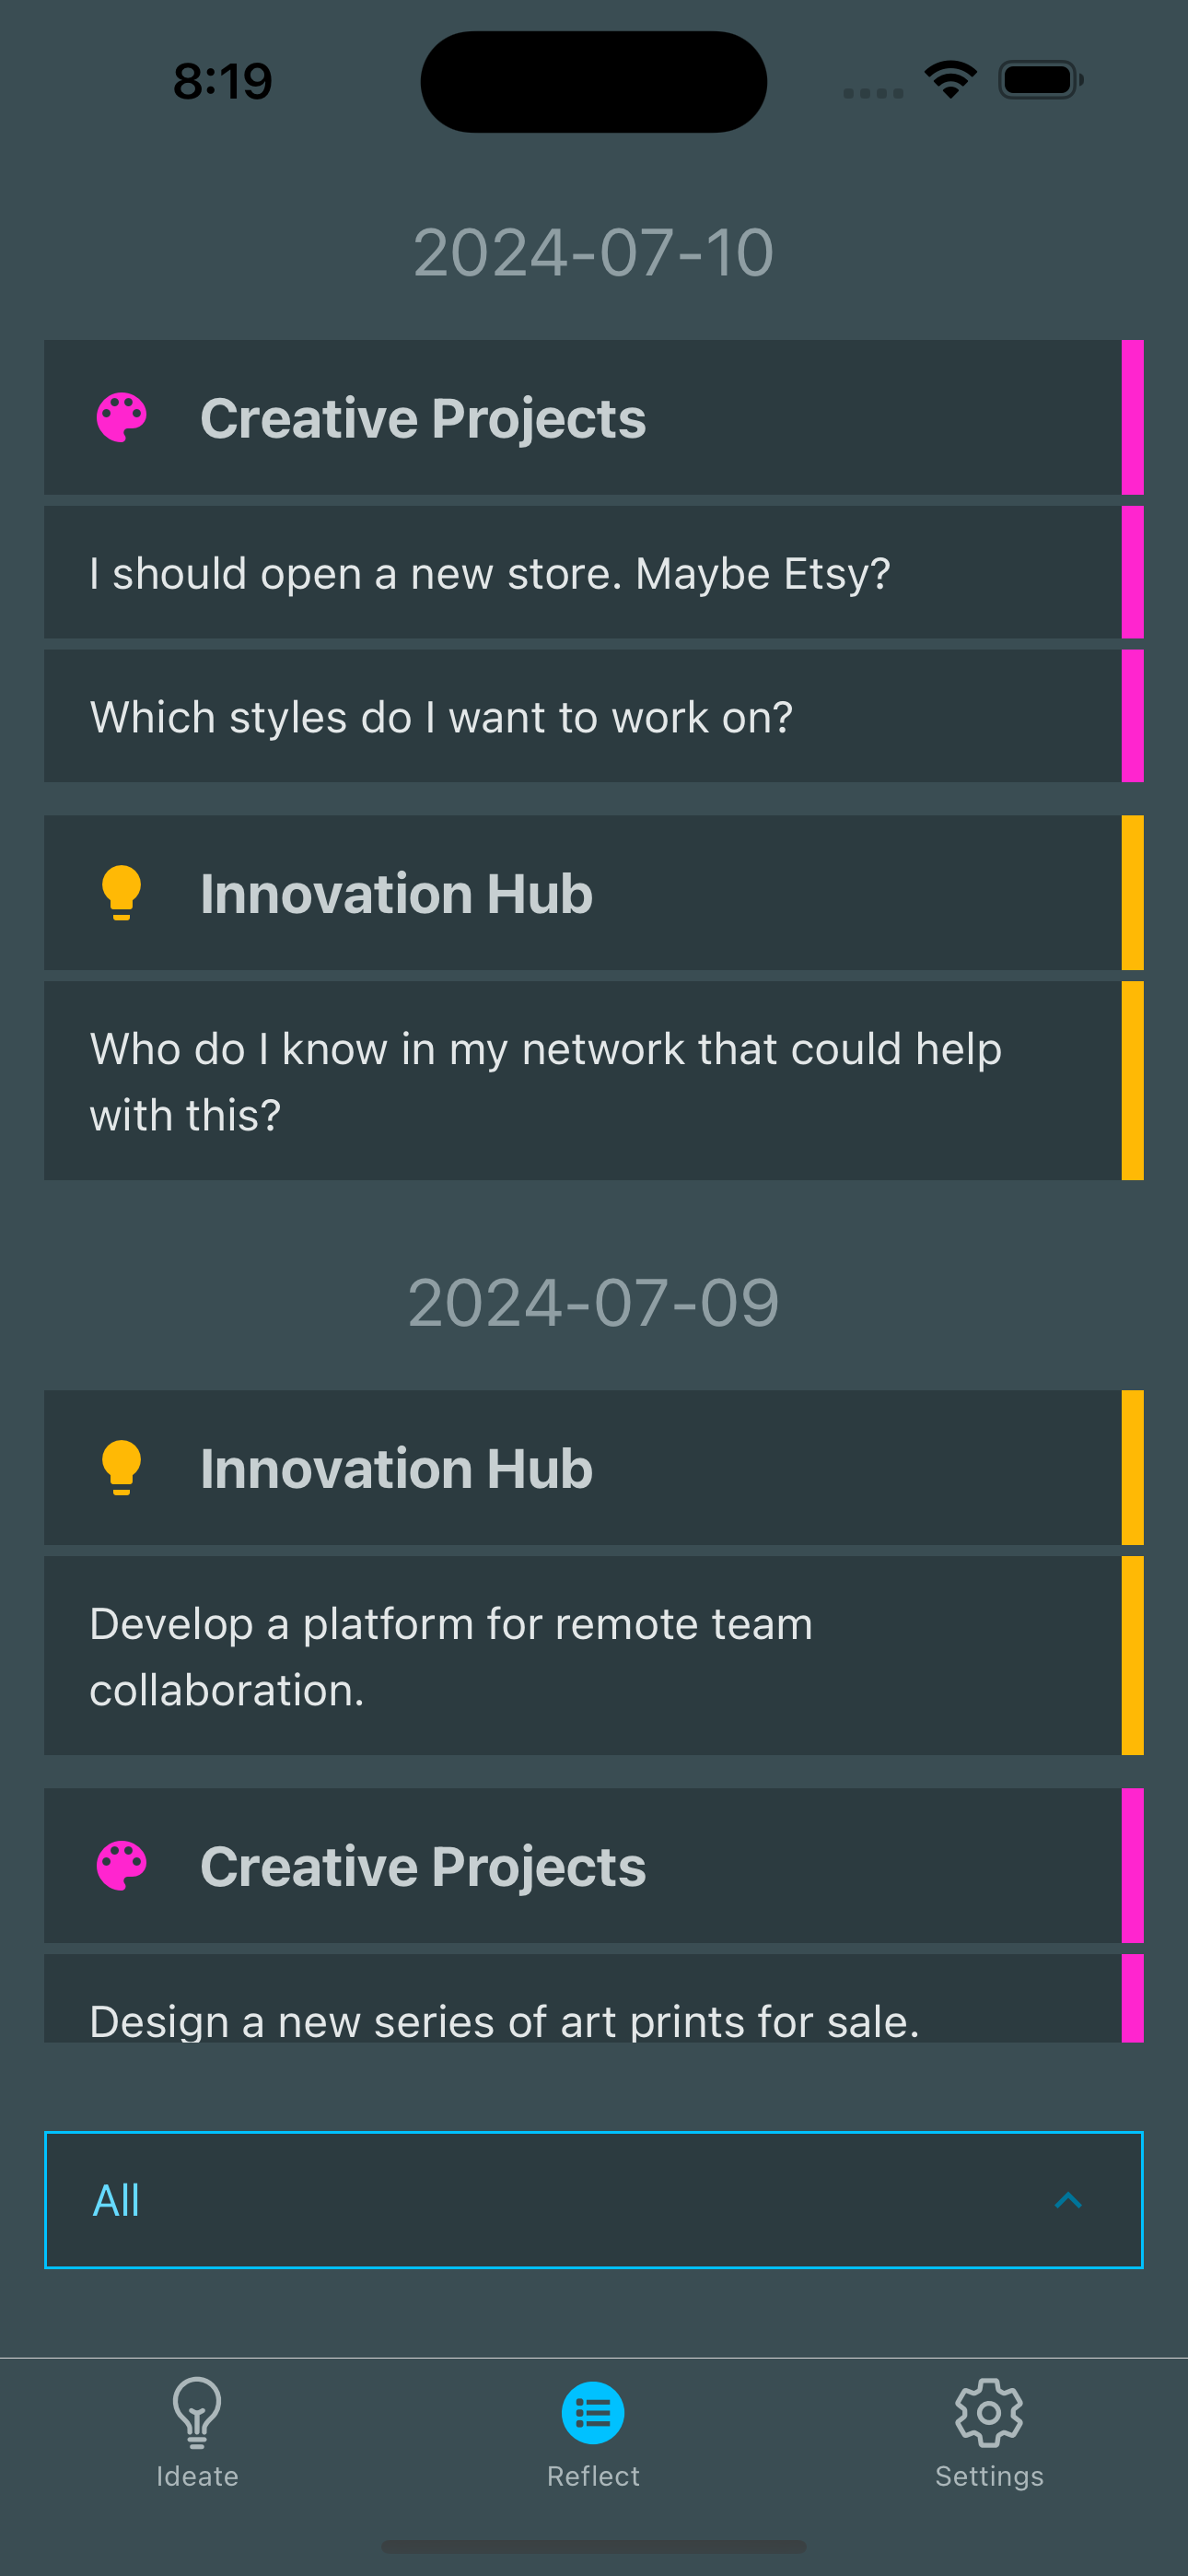 8:19
2024-07-10
Creative Projects
I should open a new store. Maybe Etsy?
Which styles do I want to work on?
Innovation Hub
Who do I know in my network that could help
with this?
2024-07-09
Innovation Hub
Develop a platform for remote team
collaboration.
Creative Projects
Design a new series of art prints for sale.
All
Ideate
Reflect
Settings